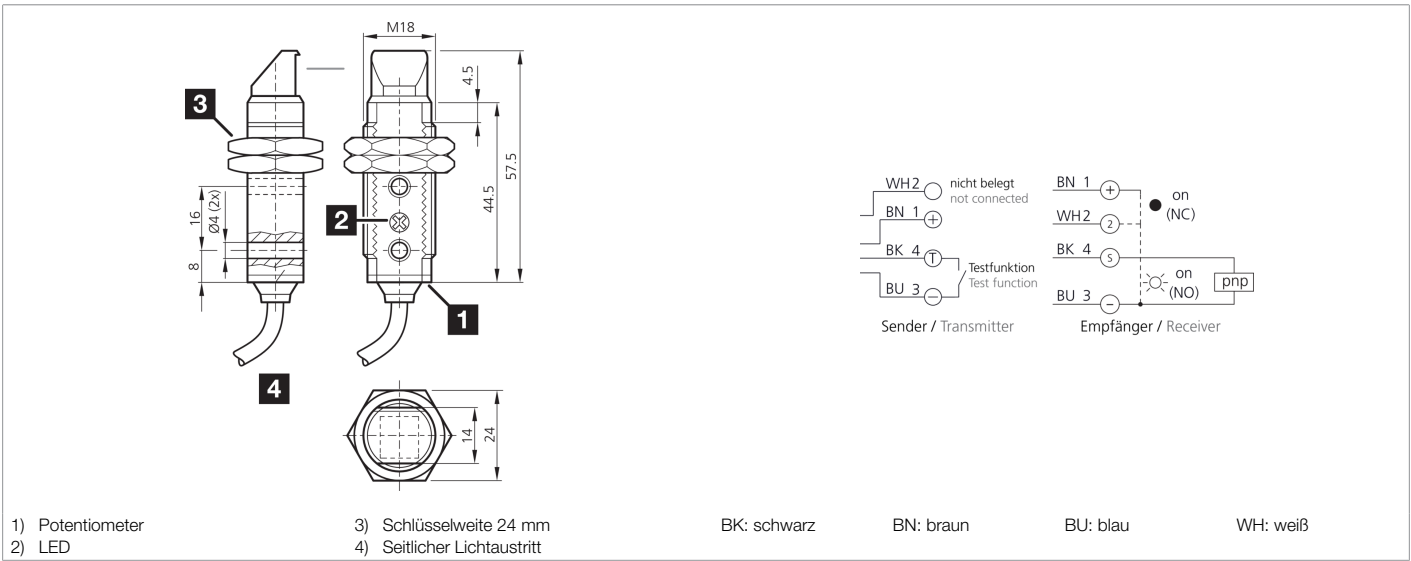 M18
4.5
3
57.5
44.5
16
Ø4 (2x)
2
8
1
4
14
24
WH2
nicht belegt
not connected
BN 1
+
BK 4
T
Testfunktion
Test function
BU 3
−
Sender / Transmitter
BN 1
+
on
(NC)
WH2
2
BK 4
S
on
(NO)
pnp
BU 3
−
Empfänger / Receiver
1) Potentiometer
2) LED
3) Schlüsselweite 24 mm
4) Seitlicher Lichtaustritt
BK: schwarz
BN: braun
BU: blau
WH: weiß